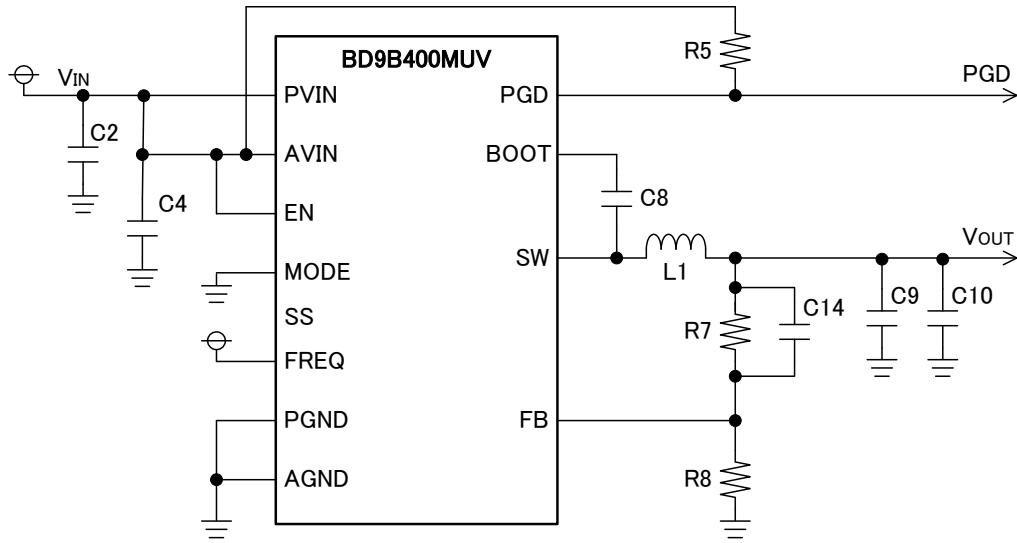 BD9B400MUV
R5
VIN
PVIN
PGD
PGD
C2
AVIN
BOOT
C4
C8
EN
SW
VOUT
L1
MODE
C14
C9
C10
SS
R7
FREQ
PGND
FB
AGND
R8